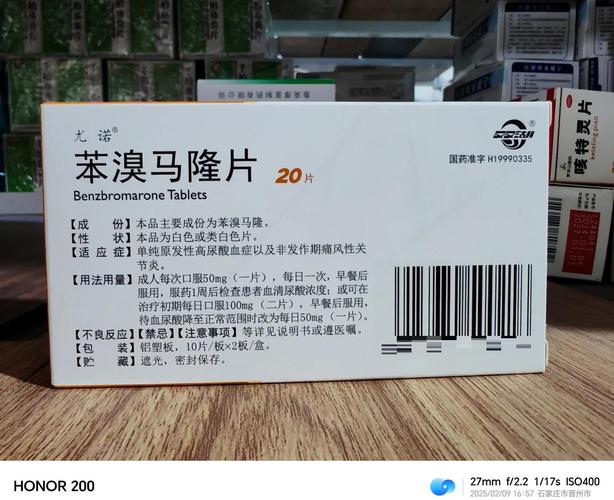 尤诺®
苯溴马隆片 20片
Benzbromarone Tablets
国药准字 H19990335
【成 份】本品主要成份为苯溴马隆。
【性 状】本品为白色或类白色片。
【适 应 症】单纯原发性高尿酸血症以及非发作期痛风性关
节炎。
【用法用量】成人每次口服50mg（一片），每日一次，早餐后
服用，服药1周后检查患者血清尿酸浓度；或可在
治疗初期每日口服100mg（二片），早餐后服用，
待血尿酸降至正常范围时改为每日50mg（一片）。
【不良反应】【禁忌】【注意事项】等详见说明书或遵医嘱。
【包 装】铝塑板，10片/板×2板/盒。
【贮 藏】遮光，密封保存。
咳特灵片
keteling pian
HONOR 200
27mm f/2.2 1/17s ISO400
2025/02/09 16:57 石家庄市晋州市